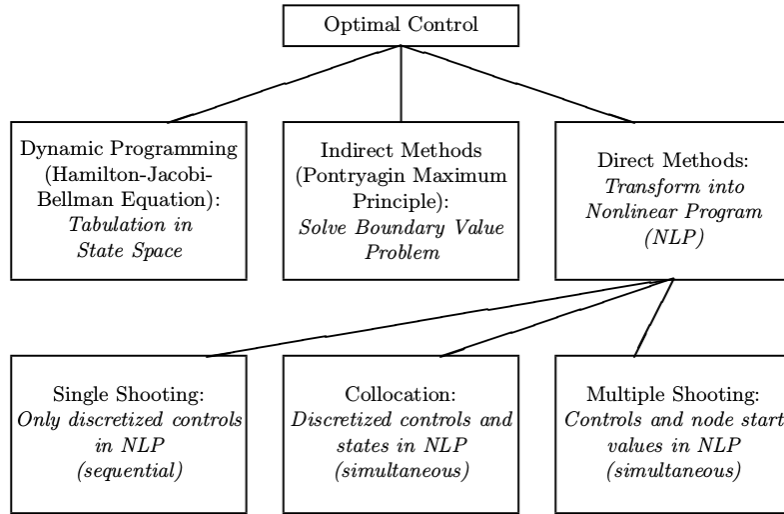 Optimal Control
Dynamic Programming
(Hamilton-Jacobi-
Bellman Equation):
Tabulation in
State Space
Indirect Methods
(Pontryagin Maximum
Principle):
Solve Boundary Value
Problem
Direct Methods:
Transform into
Nonlinear Program
(NLP)
Single Shooting:
Only discretized controls
in NLP
(sequential)
Collocation:
Discretized controls and
states in NLP
(simultaneous)
Multiple Shooting:
Controls and node start
values in NLP
(simultaneous)